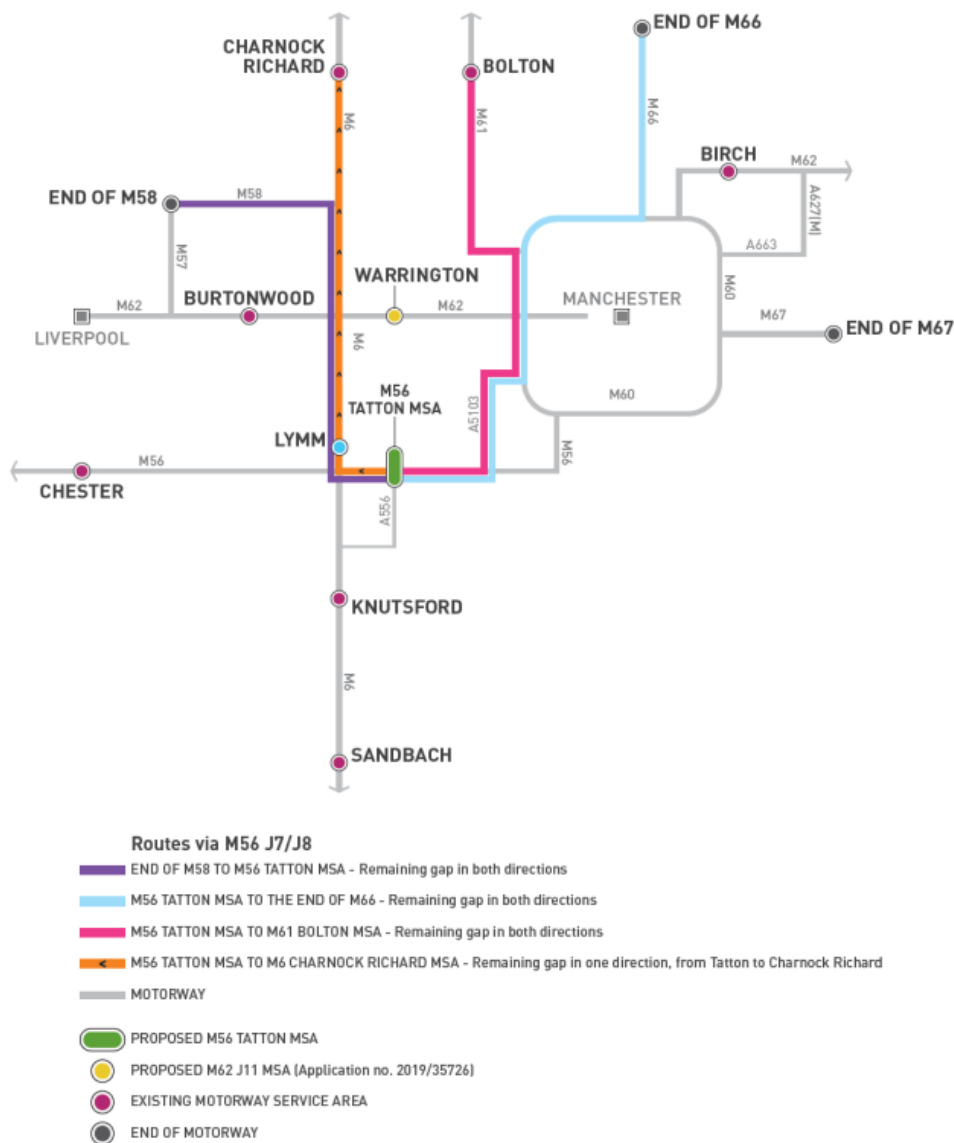 END OF M66
CHARNOCK
RICHARD
BOLTON
M6
M61
M66
BIRCH
M62
END OF M58
M58
A627(M)
M57
A663
WARRINGTON
M60
BURTONWOOD
M62
M62
MANCHESTER
M67
END OF M67
LIVERPOOL
M6
M56
TATTON MSA
M60
A5103
LYMM
M56
M56
CHESTER
A556
KNUTSFORD
M6
SANDBACH
Routes via M56 J7/J8
END OF M58 TO M56 TATTON MSA - Remaining gap in both directions
M56 TATTON MSA TO THE END OF M66 - Remaining gap in both directions
M56 TATTON MSA TO M61 BOLTON MSA - Remaining gap in both directions
M56 TATTON MSA TO M6 CHARNOCK RICHARD MSA - Remaining gap in one direction, from Tatton to Charnock Richard
MOTORWAY
PROPOSED M56 TATTON MSA
PROPOSED M62 J11 MSA (Application no. 2019/35726)
EXISTING MOTORWAY SERVICE AREA
END OF MOTORWAY